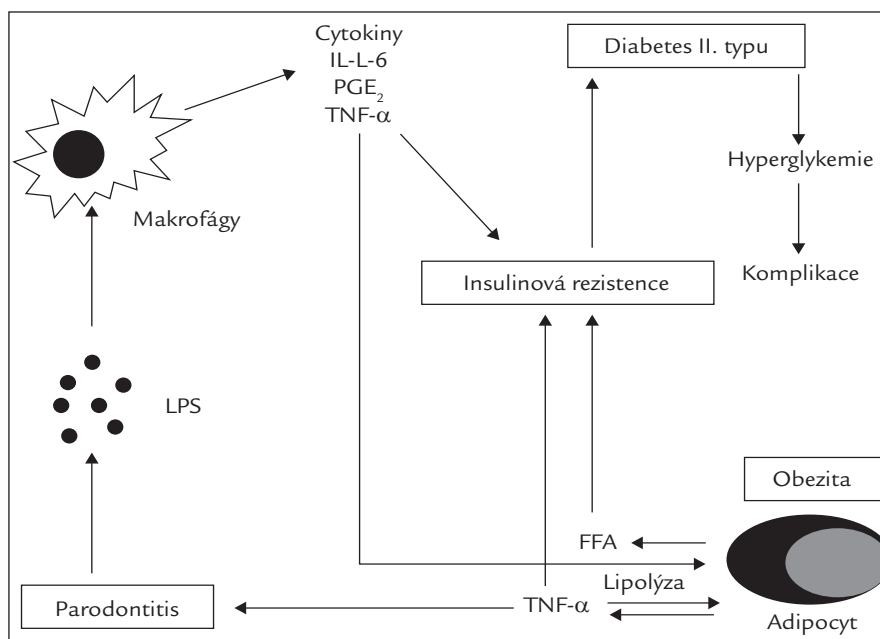 Cytokiny
IL-L-6
PGE₂
TNF-α
Diabetes II. typu
Hyperglykemie
Makrofágy
Insulinová rezistence
Komplikace
LPS
Obezita
FFA
Lipolýza
Parodontitis
TNF-α
Adipocyt